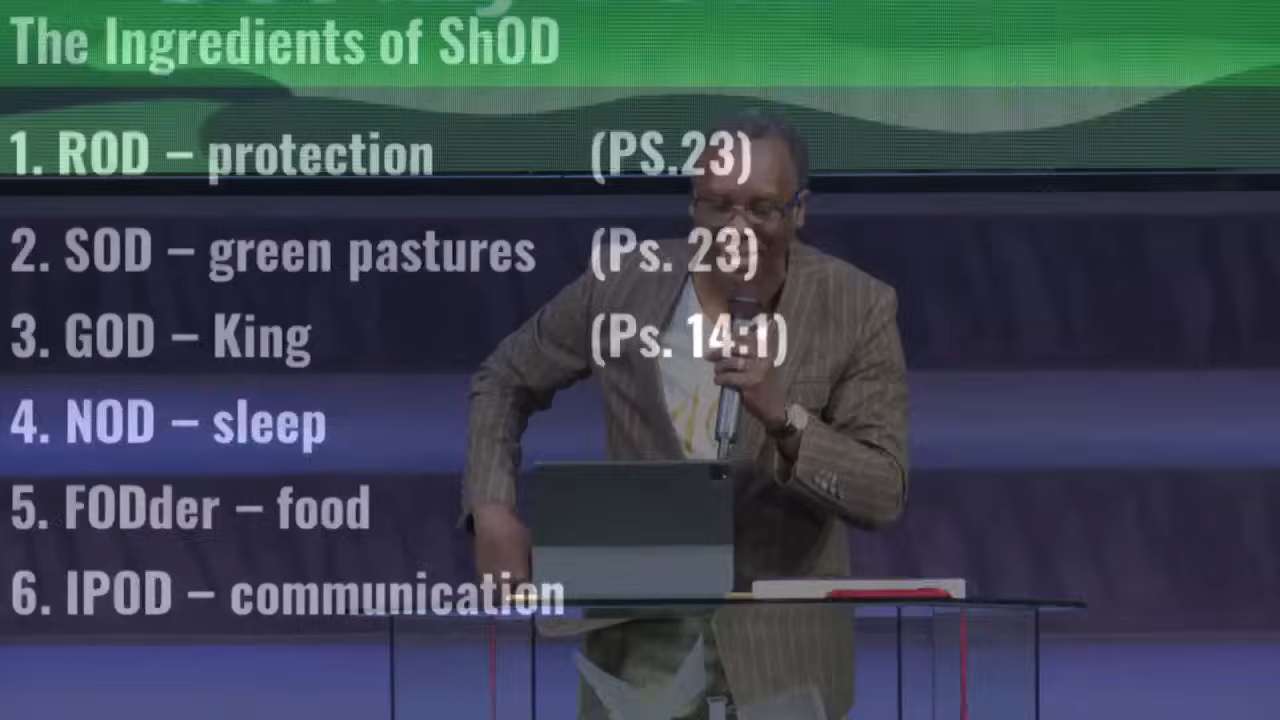 The Ingredients of ShOD
1. ROD – protection (PS.23)
2. SOD – green pastures (Ps. 23)
3. GOD – King (Ps. 14:1)
4. NOD – sleep
5. FODder – food
6. IPOD – communication